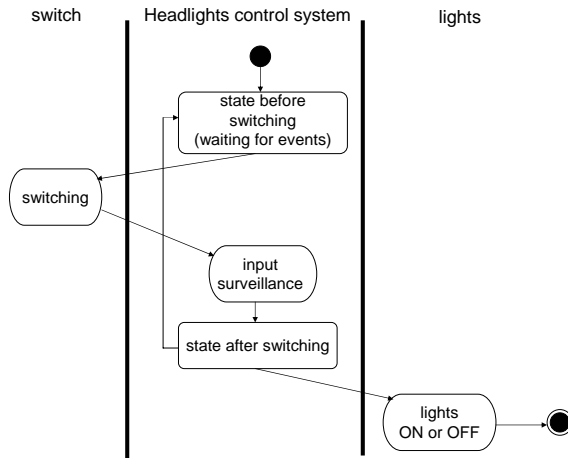 switch
Headlights control system
lights
state before
switching
(waiting for events)
switching
input
surveillance
state after switching
lights
ON or OFF